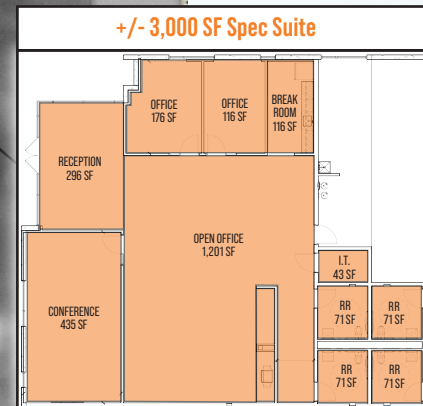 +/- 3,000 SF Spec Suite
OFFICE
176 SF
OFFICE
116 SF
BREAK
ROOM
116 SF
RECEPTION
296 SF
OPEN OFFICE
1,201 SF
I.T.
43 SF
CONFERENCE
435 SF
RR
71 SF
RR
71 SF
RR
71 SF
RR
71 SF